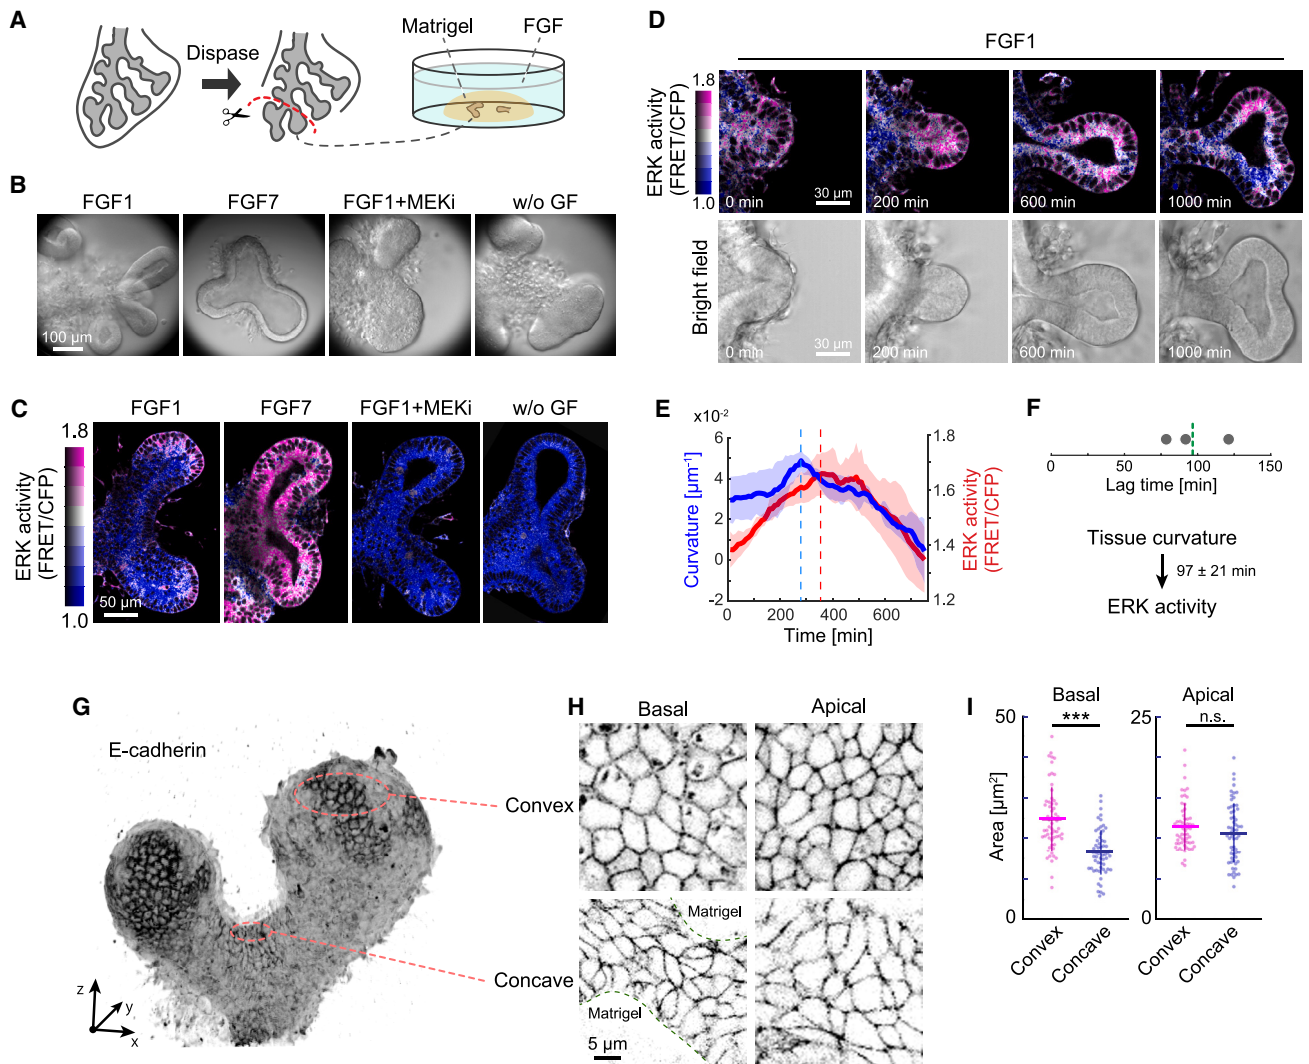 A
Dispase
Matrigel
FGF
B
FGF1
FGF7
FGF1+MEKi
w/o GF
100 µm
C
FGF1
FGF7
FGF1+MEKi
w/o GF
ERK activity
(FRET/CFP)
1.8
1.0
50 µm
D
FGF1
ERK activity
(FRET/CFP)
1.8
1.0
0 min
30 µm
200 min
600 min
1000 min
Bright field
0 min
30 µm
200 min
600 min
1000 min
E
x10⁻²
Curvature [µm⁻¹]
6
4
2
0
-2
ERK activity
(FRET/CFP)
1.8
1.6
1.4
1.2
0 200 400 600
Time [min]
F
0 50 100 150
Lag time [min]
Tissue curvature
97 ± 21 min
ERK activity
G
E-cadherin
Convex
Concave
z
y
x
H
Basal
Apical
Matrigel
Matrigel
5 µm
I
Basal
Apical
***
n.s.
Area [µm²]
50
0
25
0
Convex
Concave
Convex
Concave